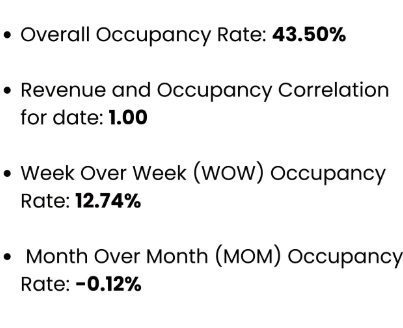 • Overall Occupancy Rate: 43.50%
• Revenue and Occupancy Correlation
for date: 1.00
• Week Over Week (WOW) Occupancy
Rate: 12.74%
• Month Over Month (MOM) Occupancy
Rate: -0.12%